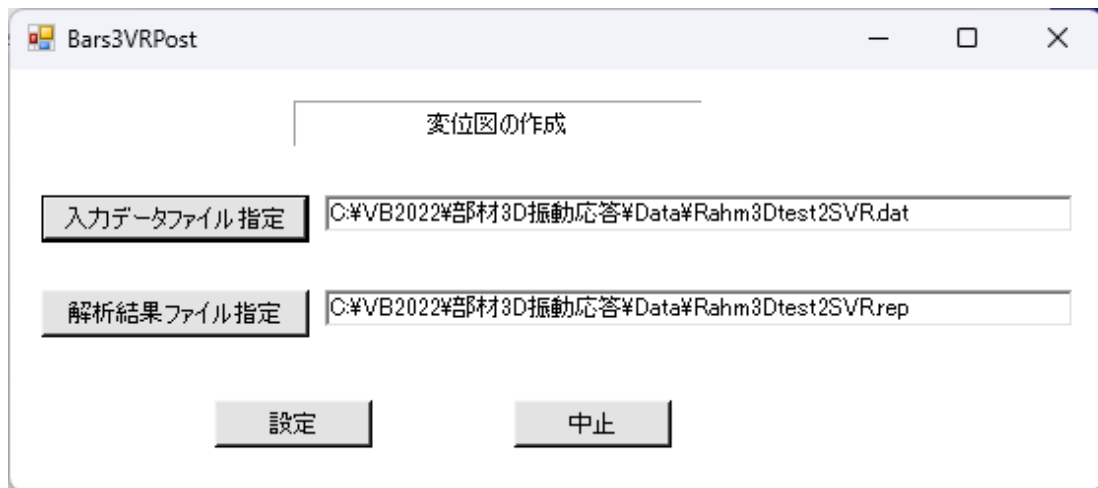 Bars3VRPost
変位図の作成
入力データファイル指定 C:¥VB2022¥部材3D振動応答¥Data¥Rahm3Dtest2SVR.dat
解析結果ファイル指定 C:¥VB2022¥部材3D振動応答¥Data¥Rahm3Dtest2SVR.rep
設定 中止